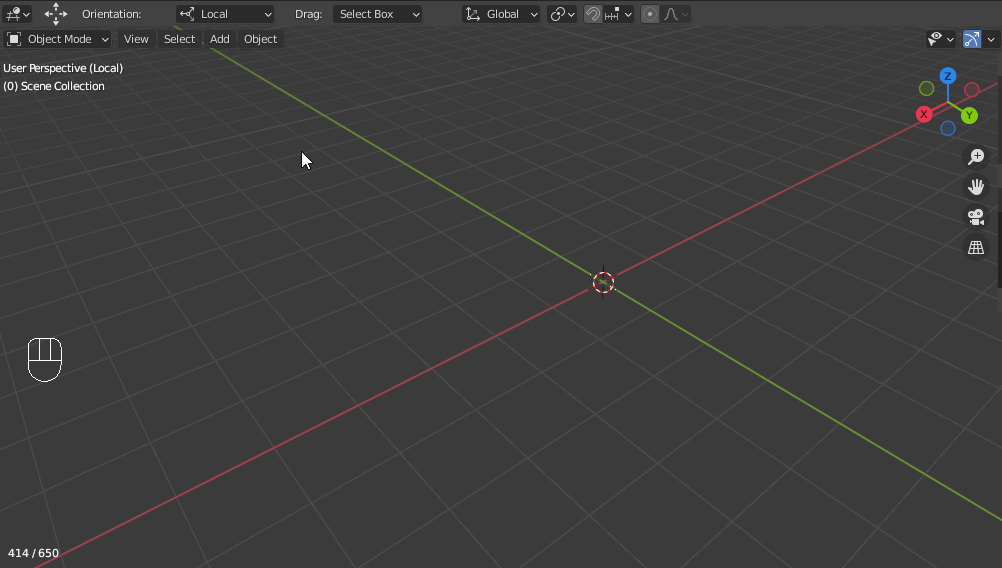 Orientation: Local Drag: Select Box Global
Object Mode View Select Add Object
User Perspective (Local)
(0) Scene Collection
Z
X
Y
414 / 650